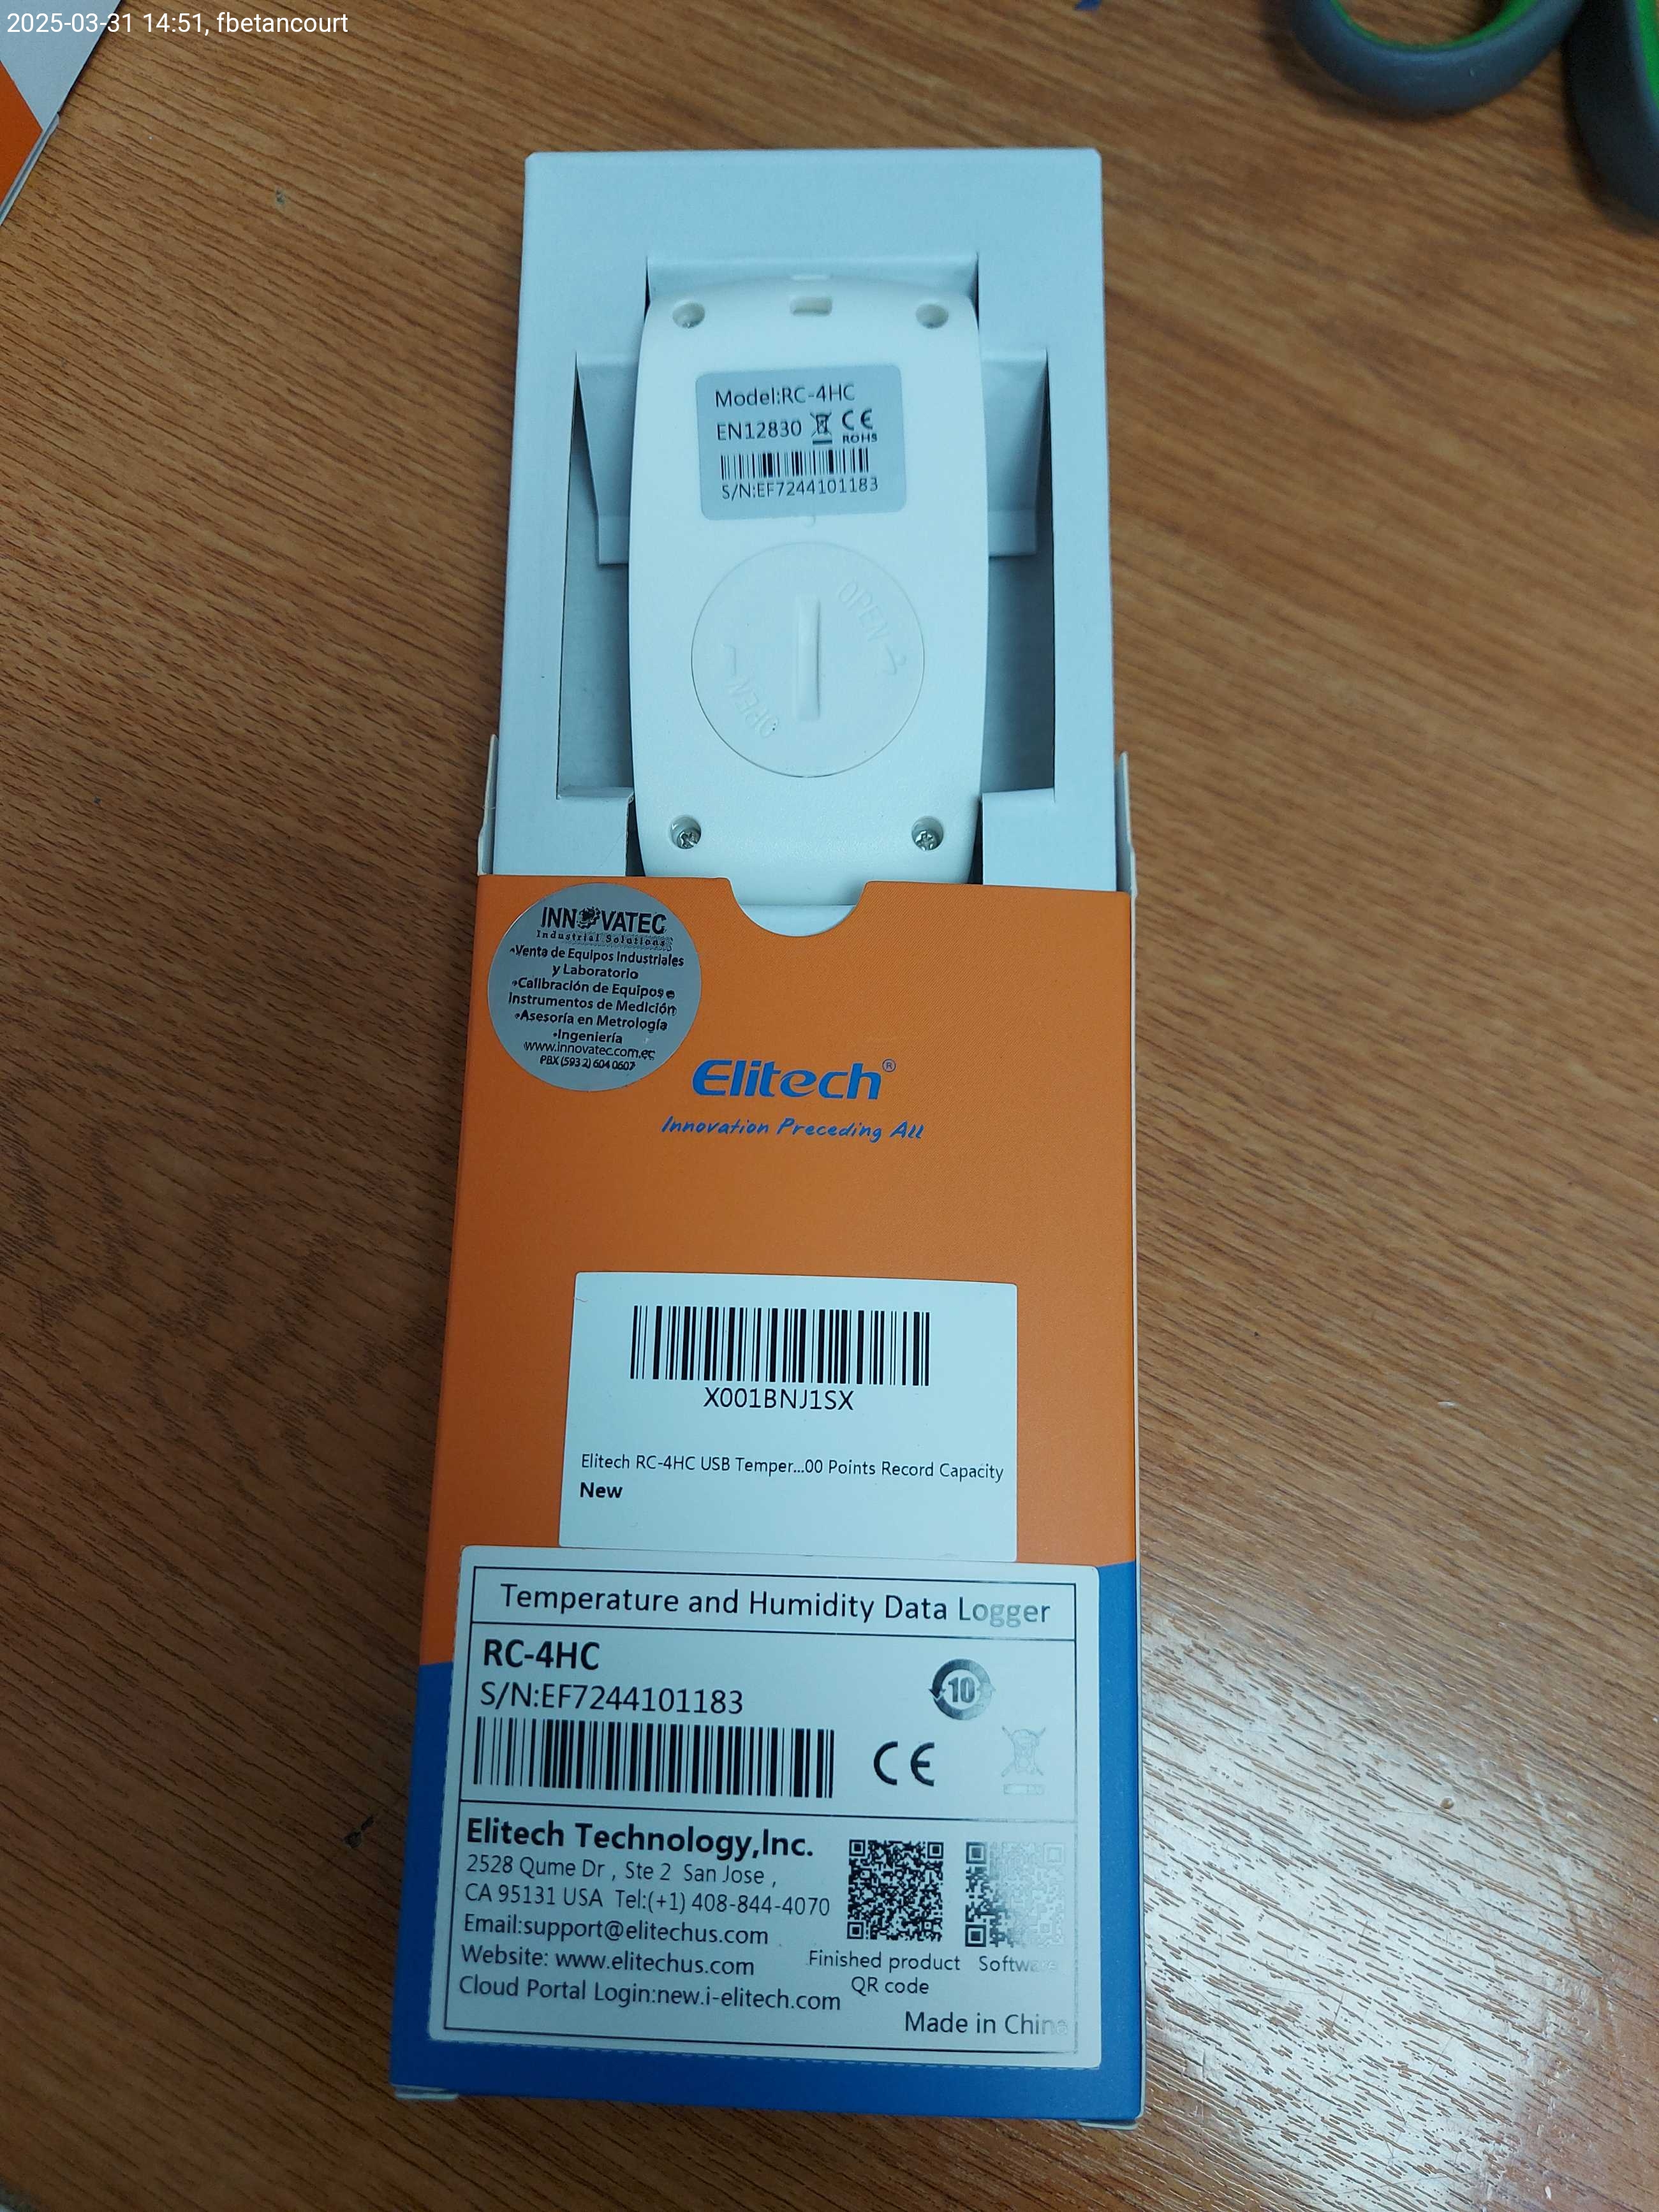 2025-03-31 14:51, fbetancourt
Model:RC-4HC
EN12830 CE
ROHS
S/N:EF7244101183
OPEN
OPEN
INNOVATEC
Industrial Solutions
•Venta de Equipos Industriales
y Laboratorio
•Calibración de Equipos e
Instrumentos de Medición
•Asesoría en Metrología
•Ingeniería
www.innovatec.com.ec
PBX (593 2) 604 0607
Elitech®
Innovation Preceding All
X001BNJ1SX
Elitech RC-4HC USB Temper...00 Points Record Capacity
New
Temperature and Humidity Data Logger
RC-4HC
S/N:EF7244101183
10
CE
Elitech Technology,Inc.
2528 Qume Dr , Ste 2 San Jose ,
CA 95131 USA Tel:(+1) 408-844-4070
Email:support@elitechus.com
Website: www.elitechus.com
Cloud Portal Login:new.i-elitech.com
Finished product
QR code
Software
Made in China